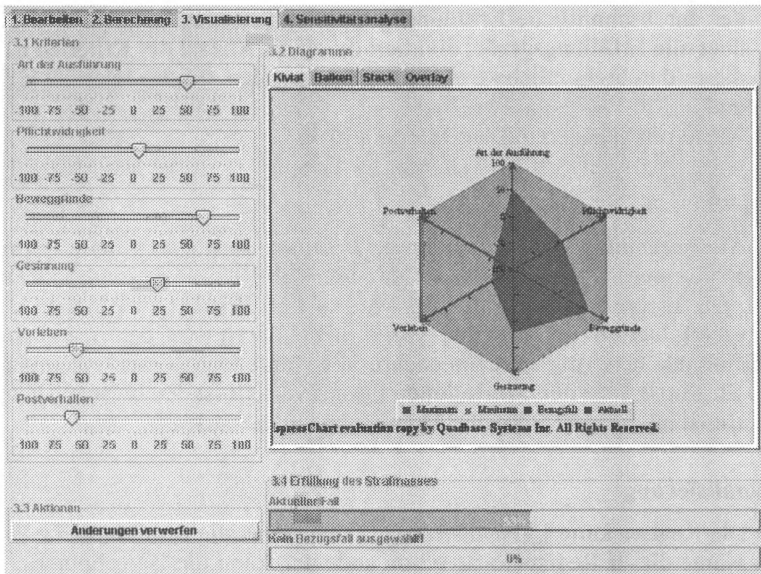 1. Bearbeiten 2. Berechnung 3. Visualisierung 4. Sensitivitätsanalyse
3.1 Kriterien
Art der Ausführung
-100 -75 -50 -25 0 25 50 75 100
Pflichtwidrigkeit
-100 -75 -50 -25 0 25 50 75 100
Beweggründe
-100 -75 -50 -25 0 25 50 75 100
Gesinnung
-100 -75 -50 -25 0 25 50 75 100
Vorleben
-100 -75 -50 -25 0 25 50 75 100
Postverhalten
-100 -75 -50 -25 0 25 50 75 100
3.3 Aktionen
Änderungen verwerfen
3.2 Diagramme
Kiviat Balken Stack Overlay
Art der Ausführung
100
50
0
Postverhalten
Pflichtwidrigkeit
Vorleben
Beweggründe
Gesinnung
Maximum Minimum Bezugsfall Aktuell
spressChart evaluation copy by Quadbase Systems Inc. All Rights Reserved.
3.4 Erfüllung des Strafmasses
Aktueller Fall
Kein Bezugsfall ausgewählt!
0%